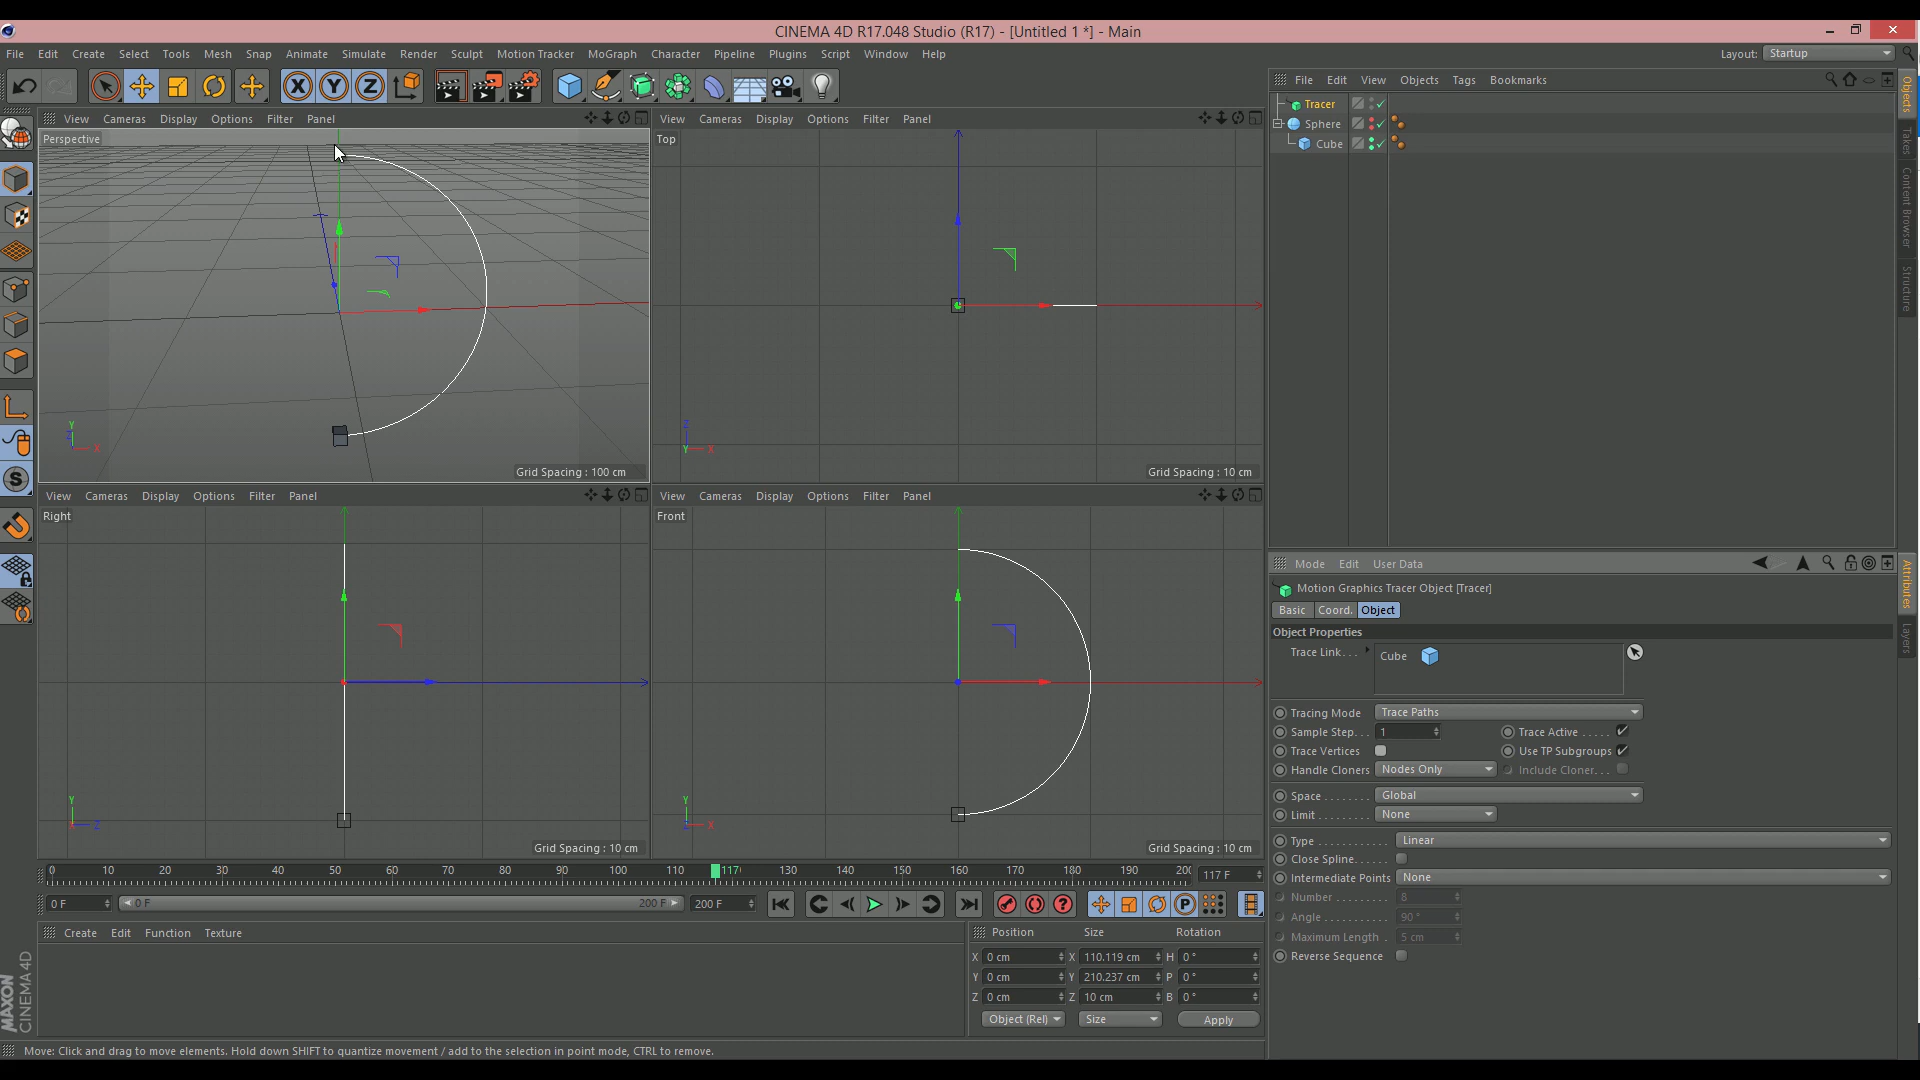 CINEMA 4D R17.048 Studio (R17) - [Untitled 1 *] - Main
File Edit Create Select Tools Mesh Snap Animate Simulate Render Sculpt Motion Tracker MoGraph Character Pipeline Plugins Script Window Help
Layout: Startup
X Y Z
File Edit View Objects Tags Bookmarks
Tracer
Sphere
Cube
Objects
Takes
Content Browser
Structure
View Cameras Display Options Filter Panel
Perspective
Y
Z
X
Grid Spacing : 100 cm
View Cameras Display Options Filter Panel
Top
Z
Y X
Grid Spacing : 10 cm
View Cameras Display Options Filter Panel
Right
Y
X Z
Grid Spacing : 10 cm
View Cameras Display Options Filter Panel
Front
Y
Z X
Grid Spacing : 10 cm
Mode Edit User Data
Motion Graphics Tracer Object [Tracer]
Basic Coord. Object
Object Properties
Trace Link. . . Cube
Tracing Mode Trace Paths
Sample Step. . . 1 Trace Active . . . . .
Trace Vertices Use TP Subgroups
Handle Cloners Nodes Only Include Cloner. . .
Space . . . . . . . . Global
Limit . . . . . . . . . None
Type . . . . . . . . . . . . Linear
Close Spline. . . . . . .
Intermediate Points None
Number . . . . . . . . . 8
Angle . . . . . . . . . . . 90 °
Maximum Length . 5 cm
Reverse Sequence
Attributes
Layers
0 10 20 30 40 50 60 70 80 90 100 110 117 130 140 150 160 170 180 190 200 117 F
0 F 0 F 200 F 200 F
Create Edit Function Texture
Position Size Rotation
X 0 cm X 110.119 cm H 0 °
Y 0 cm Y 210.237 cm P 0 °
Z 0 cm Z 10 cm B 0 °
Object (Rel) Size Apply
MAXON
CINEMA 4D
Move: Click and drag to move elements. Hold down SHIFT to quantize movement / add to the selection in point mode, CTRL to remove.